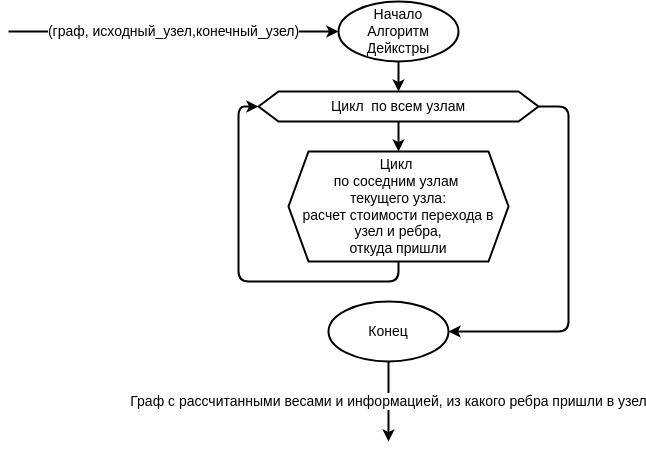 Начало
(граф, исходный_узел,конечный_узел)
Алгоритм
Дейкстры
Цикл  по всем узлам
Цикл
по соседним узлам
текущего узла:
расчет стоимости перехода в
узел и ребра,
откуда пришли
Конец
Граф с рассчитанными весами и информацией, из какого ребра пришли в узел